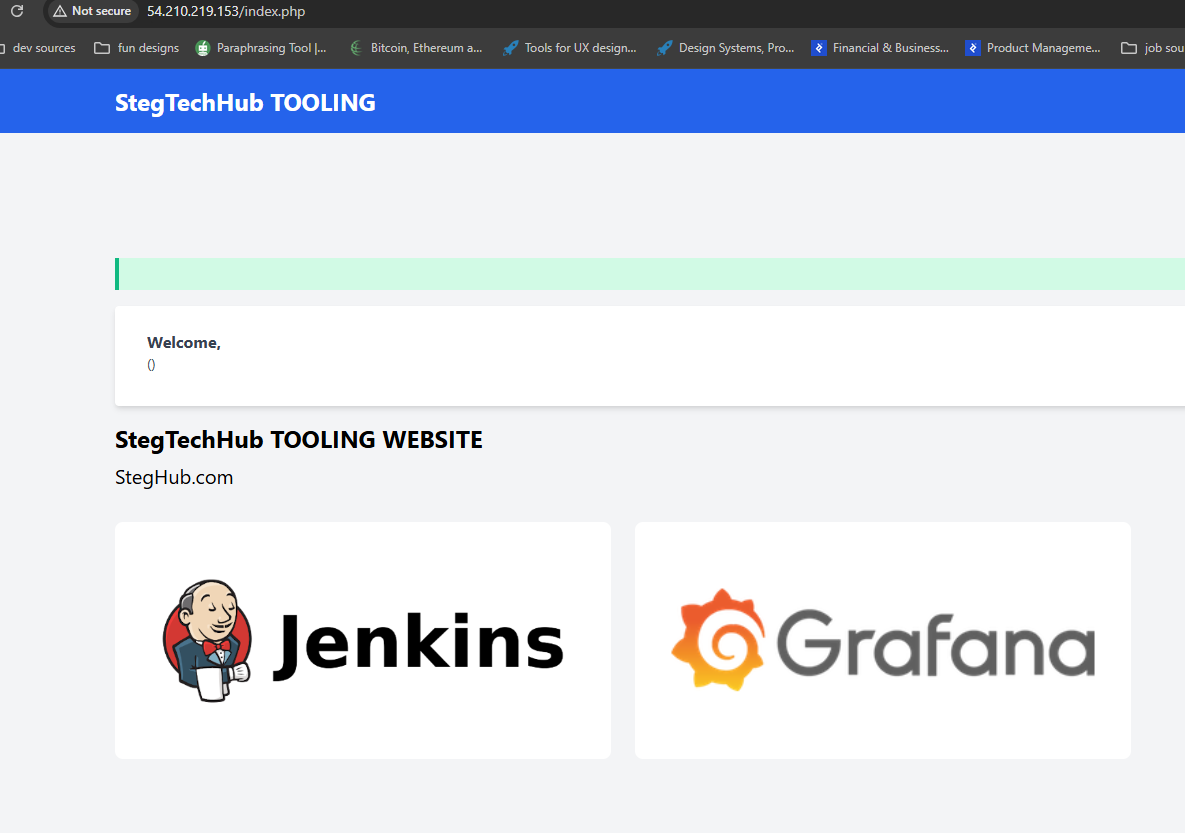 Not secure 54.210.219.153/index.php
dev sources fun designs Paraphrasing Tool |... Bitcoin, Ethereum a... Tools for UX design... Design Systems, Pro... Financial & Business... Product Manageme... job sou
StegTechHub TOOLING
Welcome,
()
StegTechHub TOOLING WEBSITE
StegHub.com
Jenkins Grafana